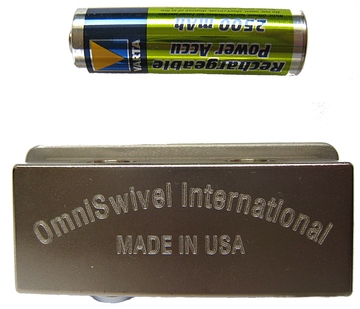 VARTA
Rechargeable
Power Accu
2500 mAh
OmniSwivel International
MADE IN USA